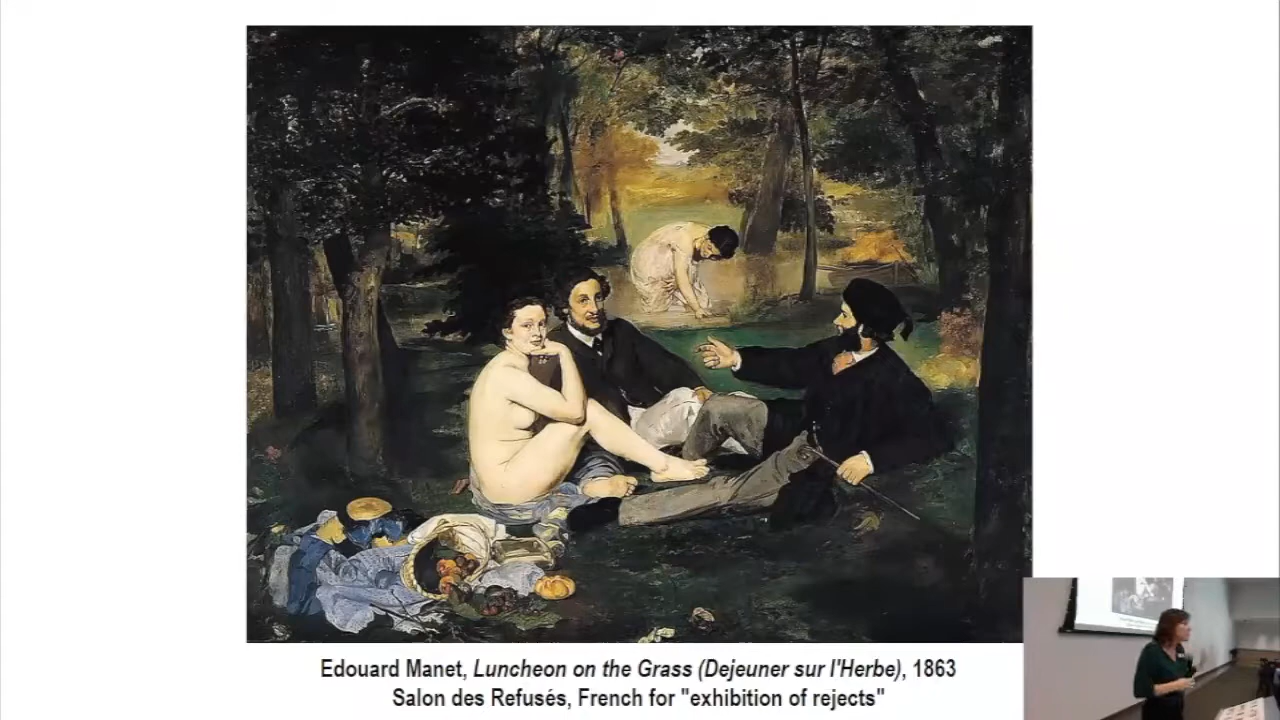 Edouard Manet, Luncheon on the Grass (Dejeuner sur l'Herbe), 1863
Salon des Refusés, French for "exhibition of rejects"